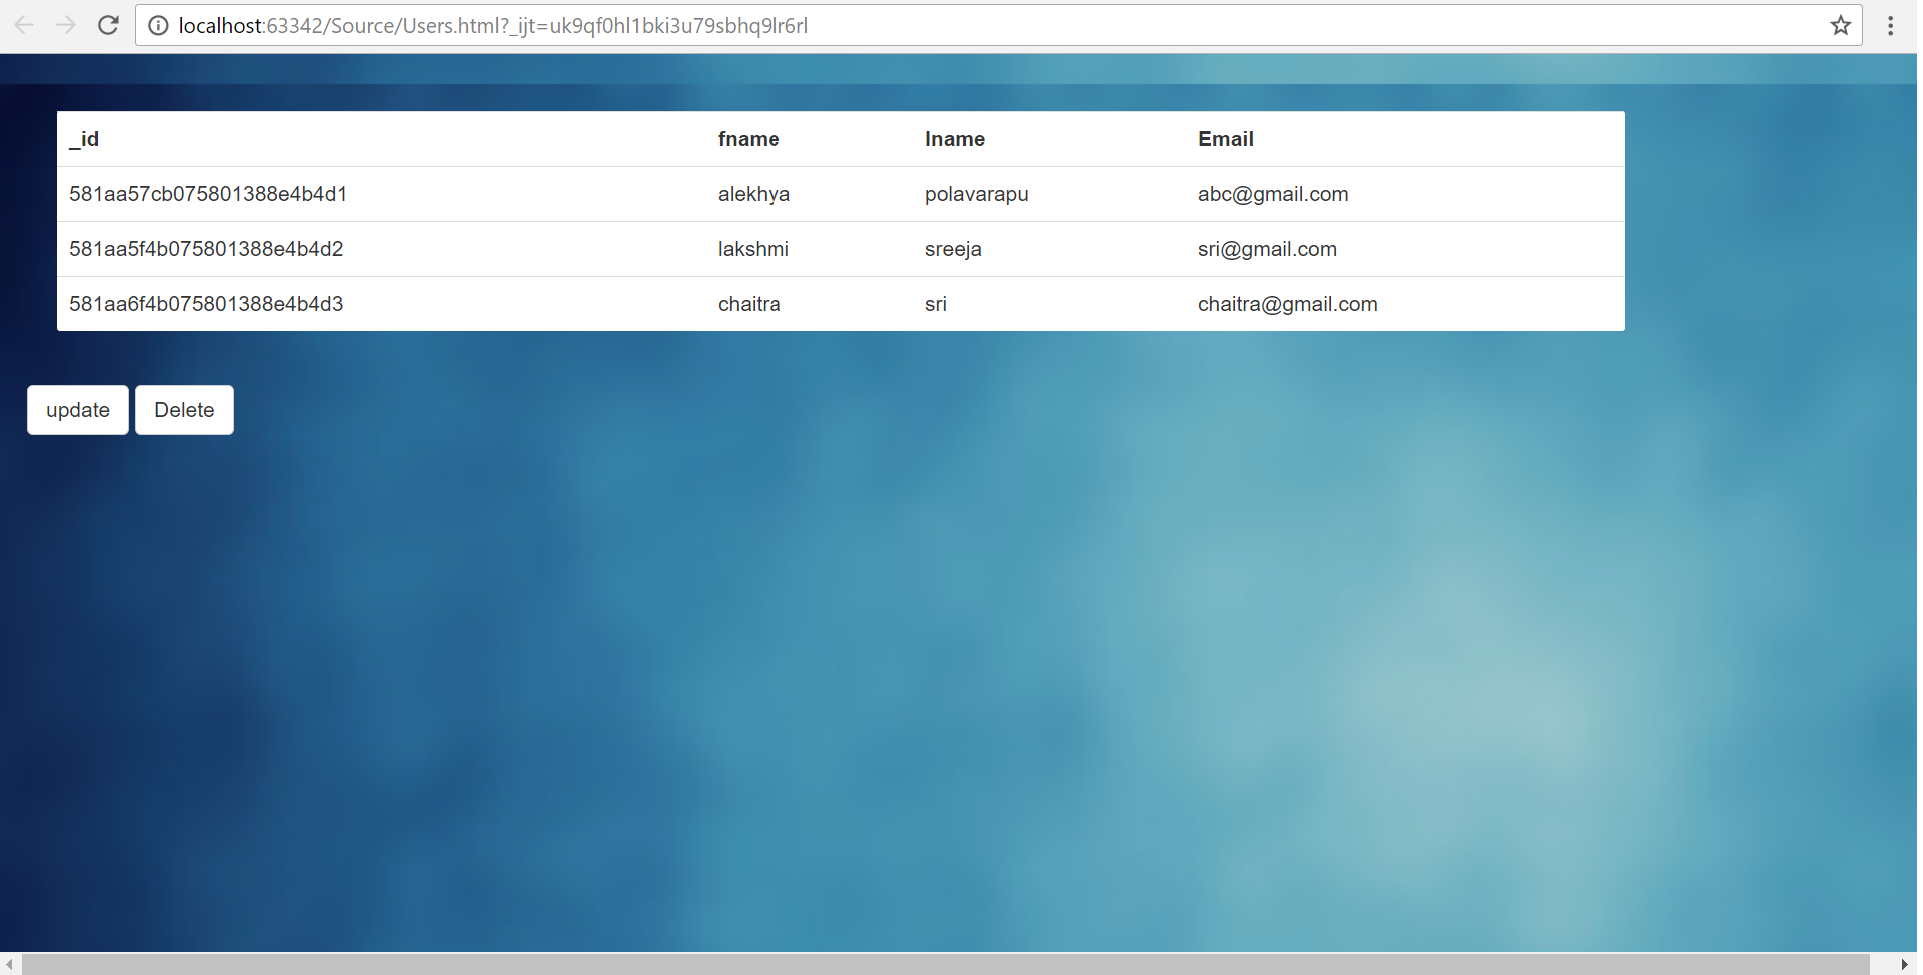 localhost:63342/Source/Users.html?_ijt=uk9qf0hl1bki3u79sbhq9lr6rl
_id fname lname Email
581aa57cb075801388e4b4d1 alekhya polavarapu abc@gmail.com
581aa5f4b075801388e4b4d2 lakshmi sreeja sri@gmail.com
581aa6f4b075801388e4b4d3 chaitra sri chaitra@gmail.com
update Delete